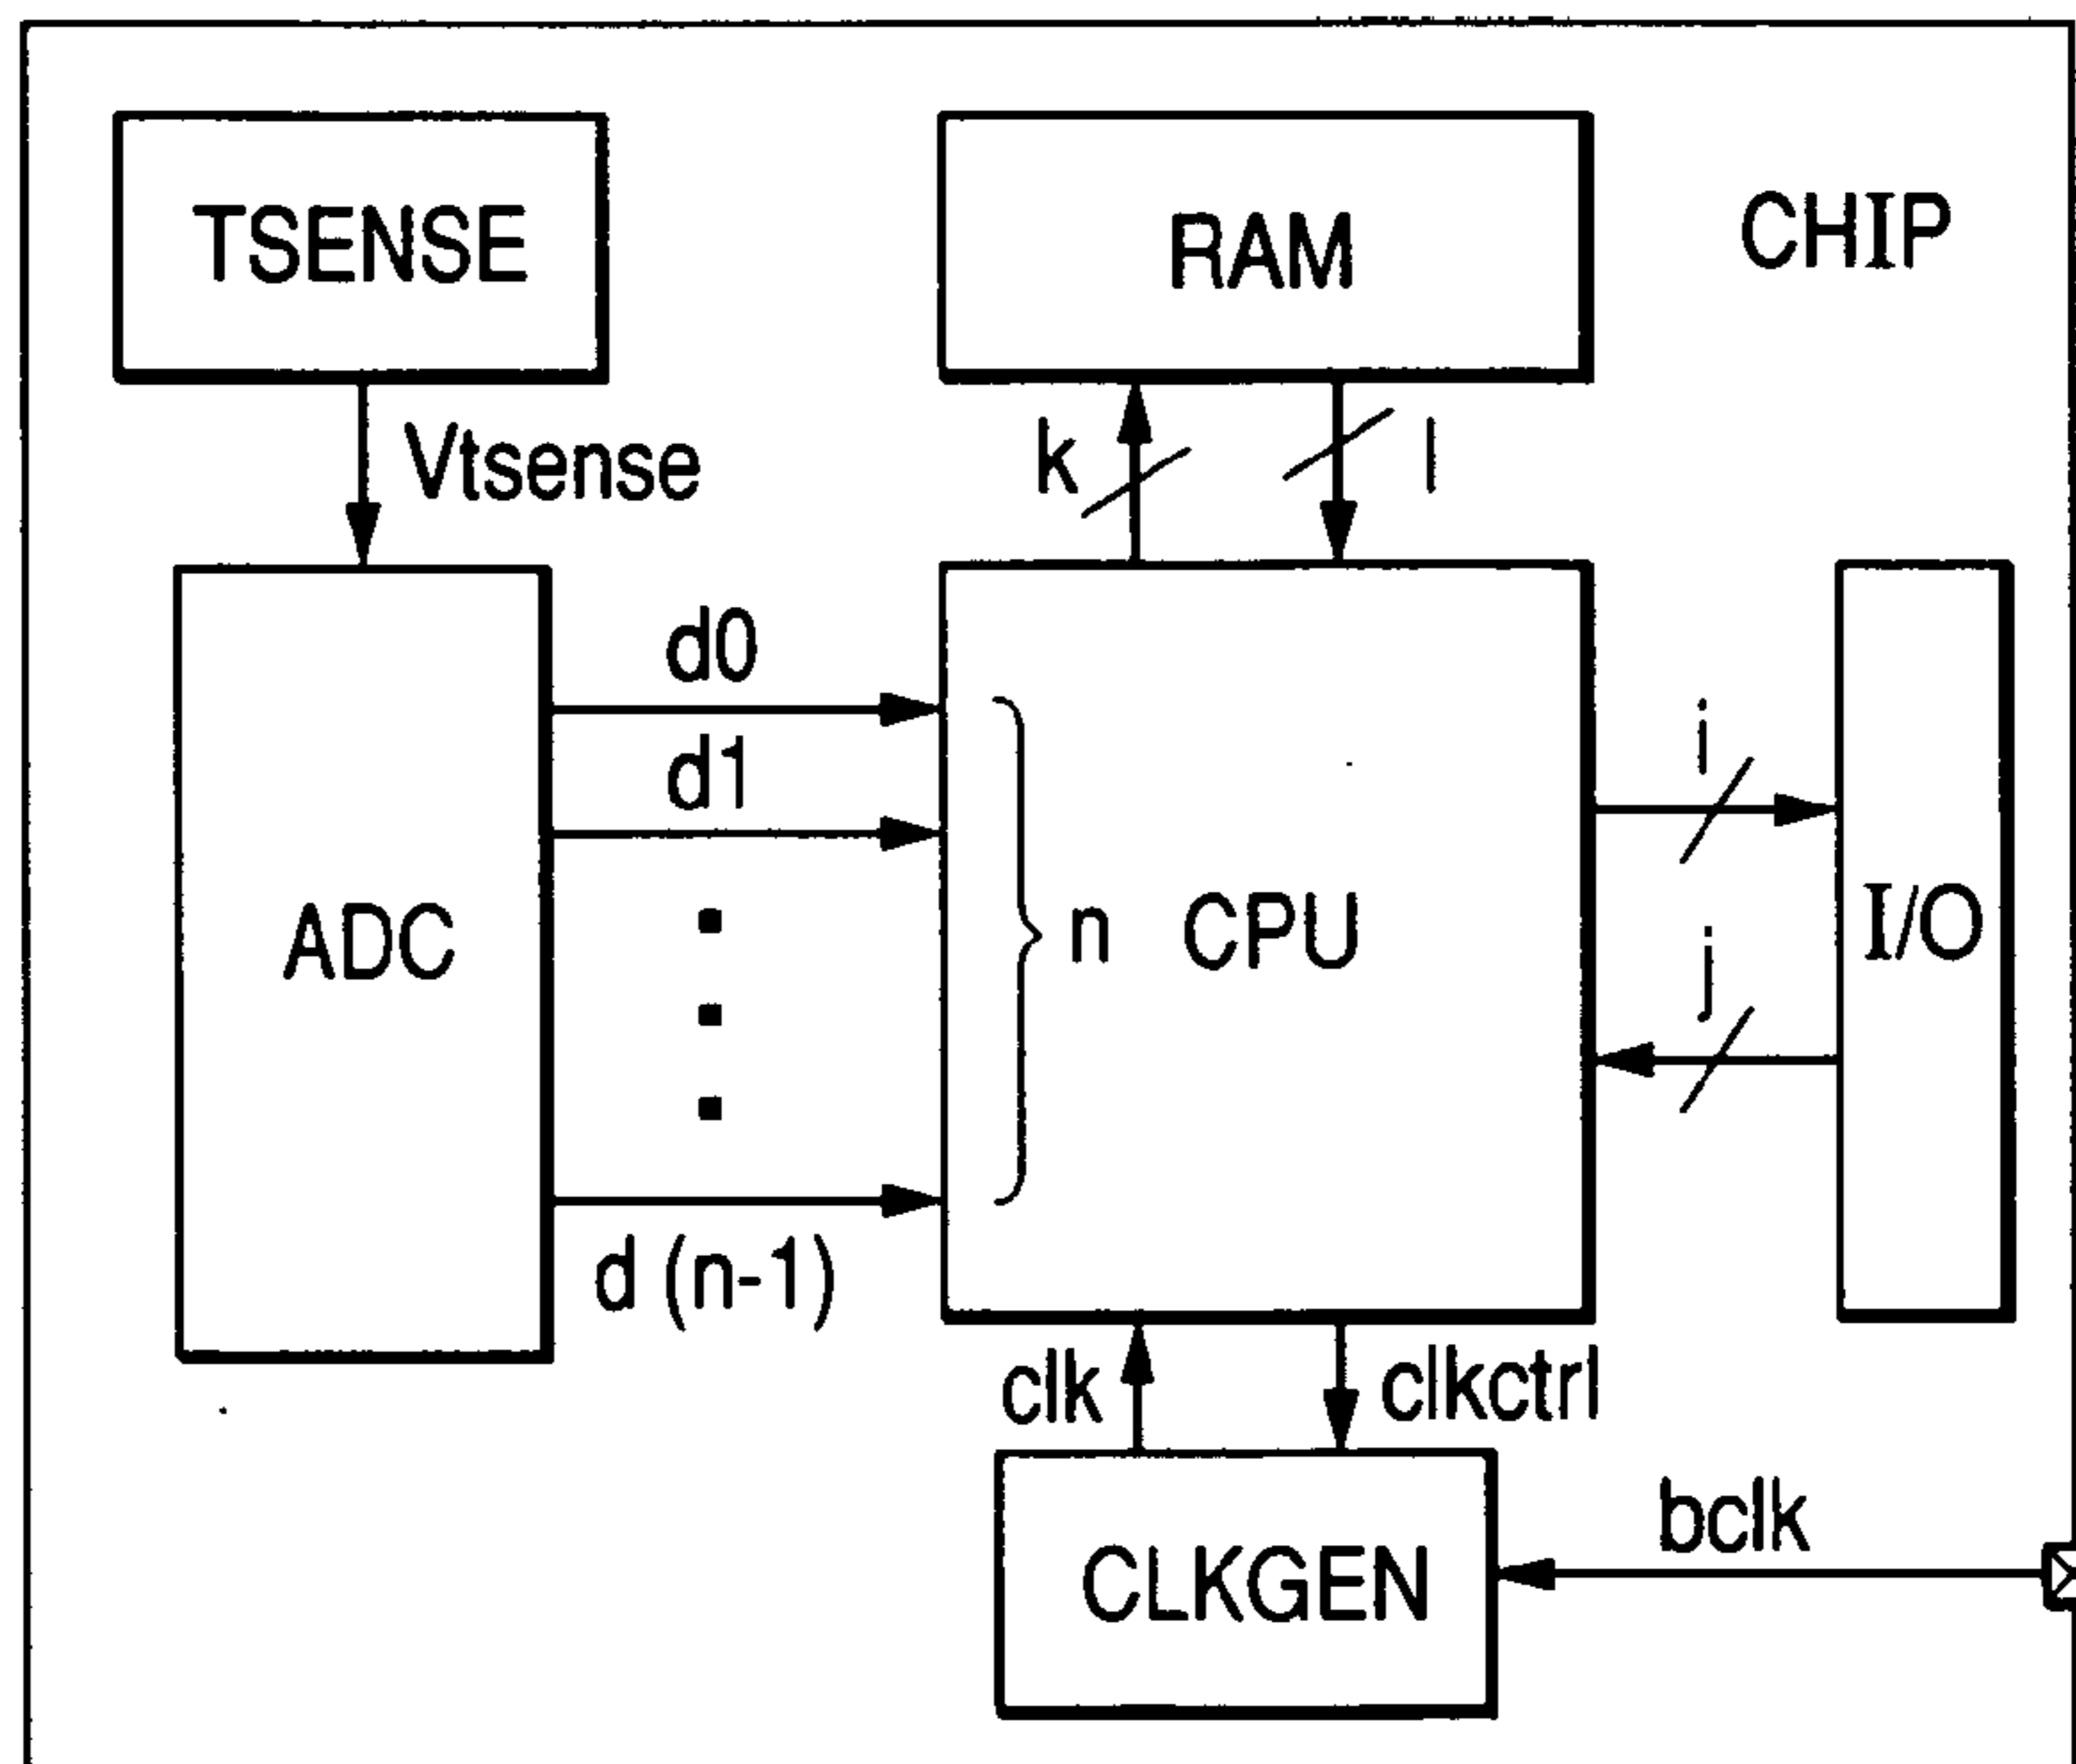 TSENSE
RAM
CHIP
Vtsense
k
l
d0
d1
i
ADC
n
CPU
I/O
j
d (n-1)
clk
clkctrl
bclk
CLKGEN